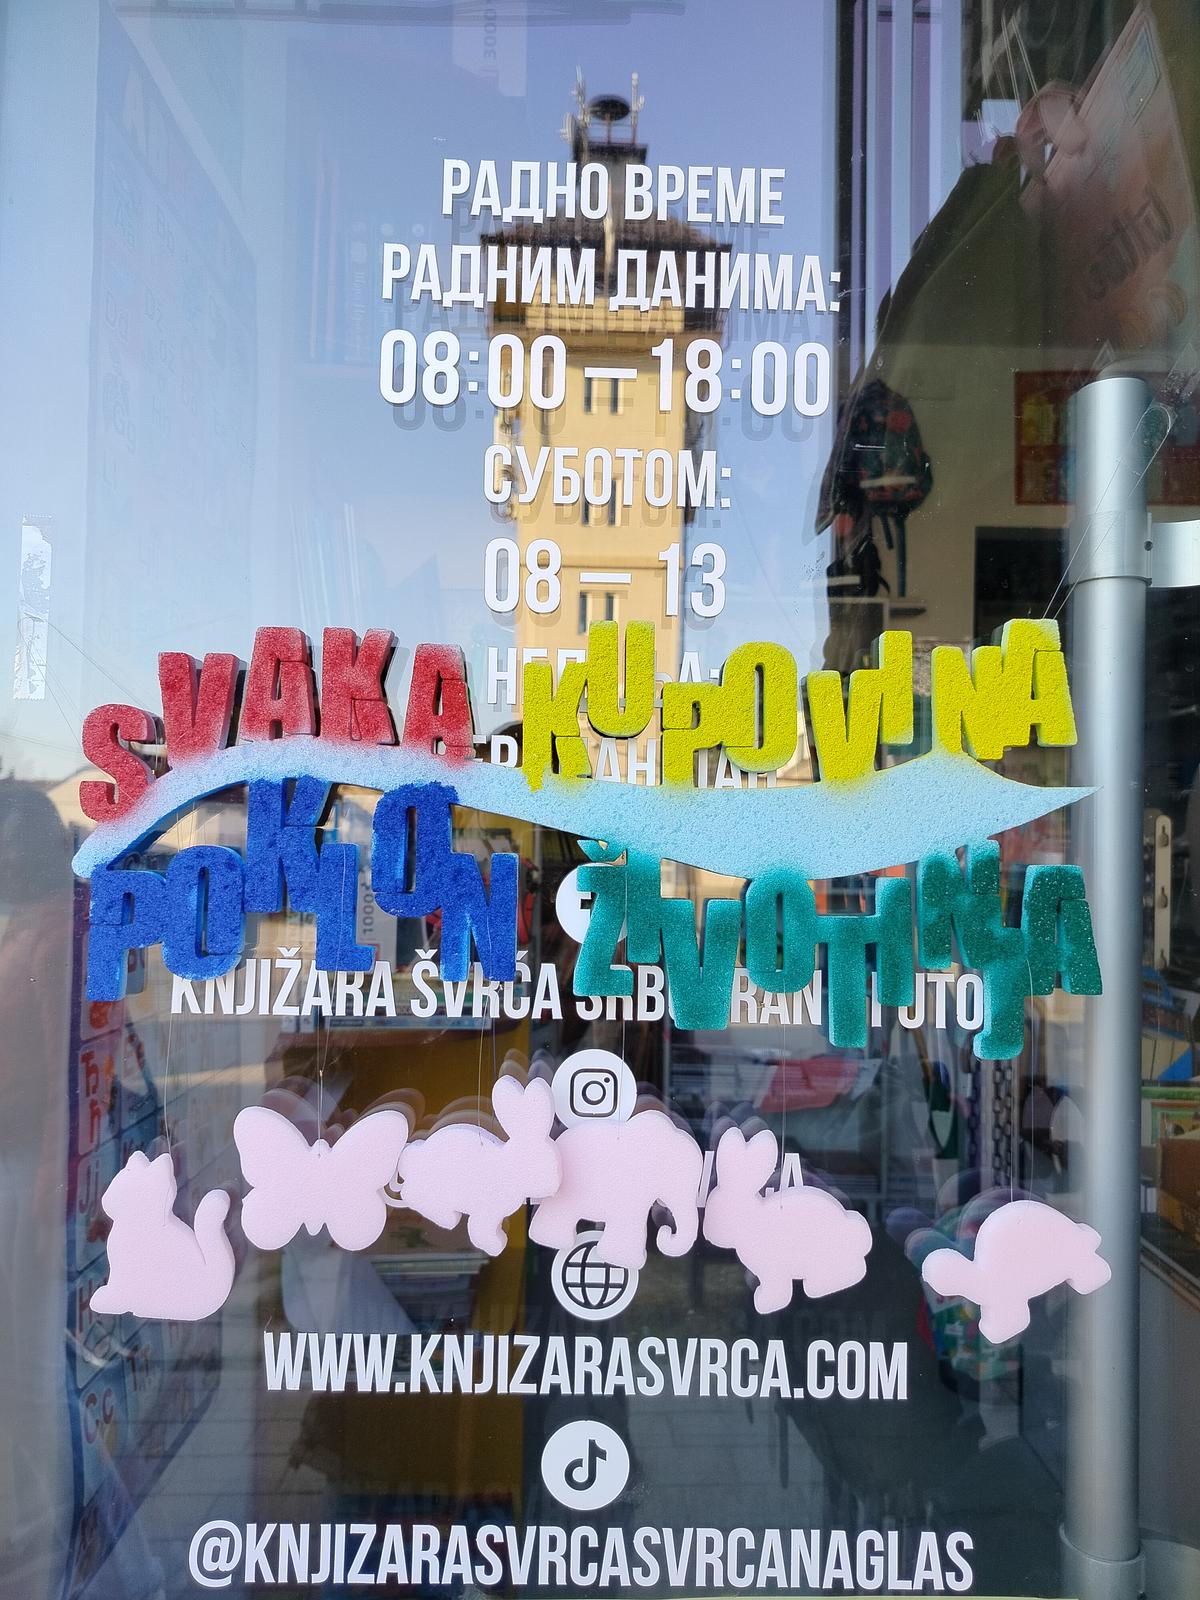 РАДНО ВРЕМЕ
РАДНИМ ДАНИМА:
08:00 – 18:00
СУБОТОМ:
08 – 13
SVAKA KUPOVINA
POKLON ŽIVOTINJA
KNJIŽARA ŠVRĆA
WWW.KNJIZARASVRCA.COM
@KNJIZARASVRCASVRCANAGLAS